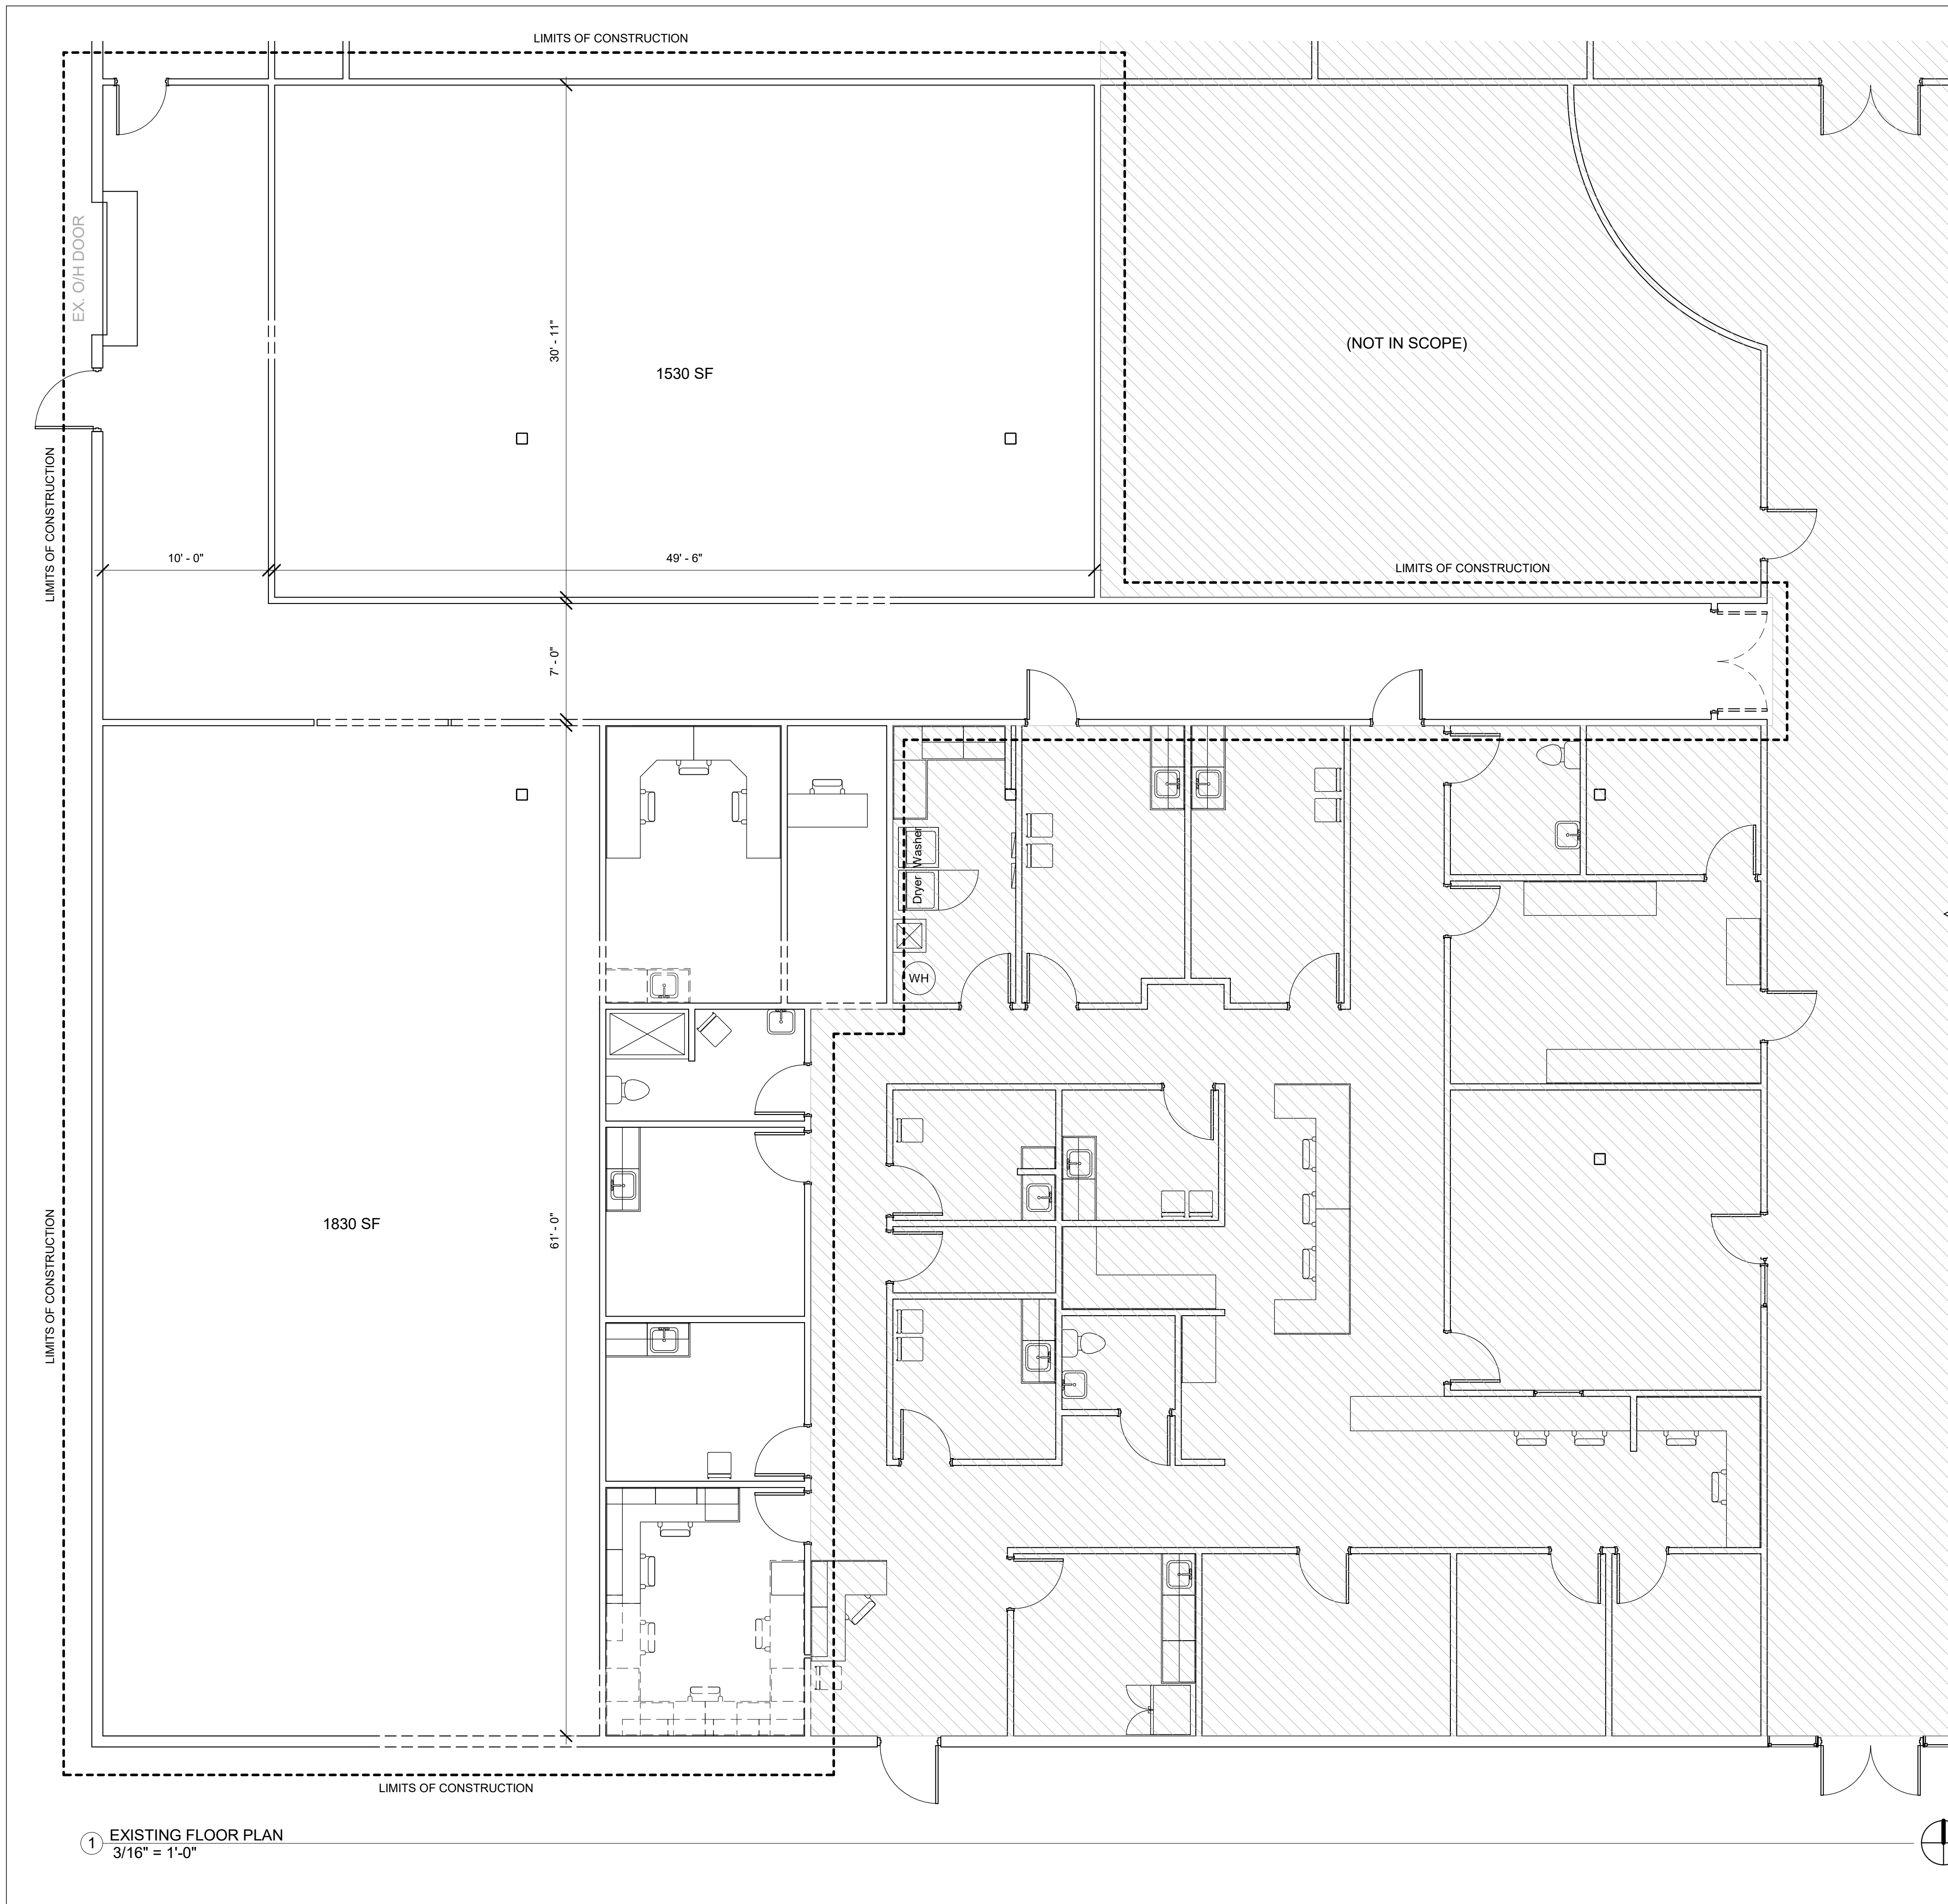 LIMITS OF CONSTRUCTION
EX. O/H DOOR
30' - 11"
(NOT IN SCOPE)
1530 SF
LIMITS OF CONSTRUCTION
10' - 0"
49' - 6"
LIMITS OF CONSTRUCTION
7' - 0"
Washer
Dryer
WH
1830 SF
61' - 0"
LIMITS OF CONSTRUCTION
LIMITS OF CONSTRUCTION
1
EXISTING FLOOR PLAN
3/16" = 1'-0"